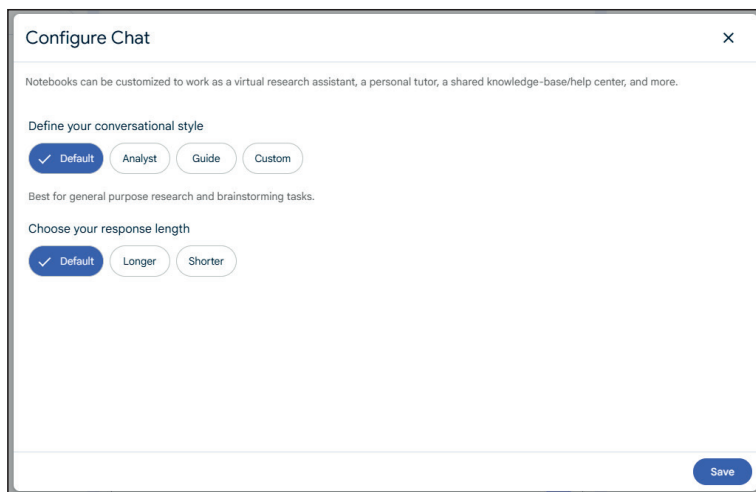 Configure Chat
Notebooks can be customized to work as a virtual research assistant, a personal tutor, a shared knowledge-base/help center, and more.
Define your conversational style
Default Analyst Guide Custom
Best for general purpose research and brainstorming tasks.
Choose your response length
Default Longer Shorter
Save